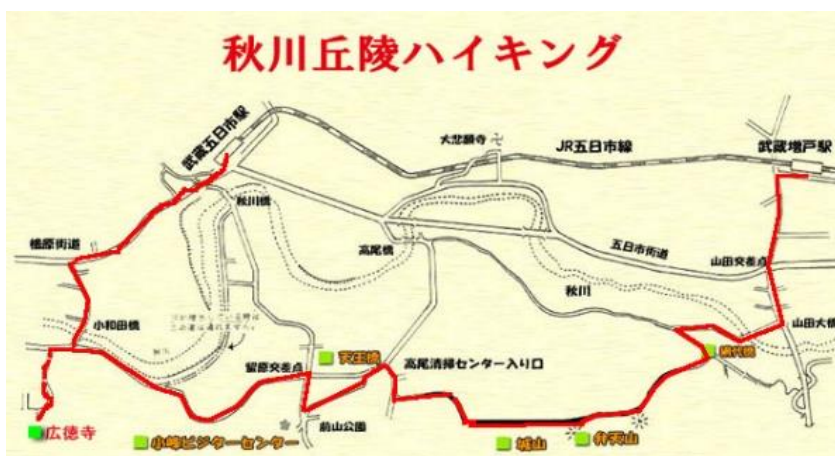 秋川丘陵ハイキング
武蔵五日市駅
大悲願寺
JR五日市線
武蔵増戸駅
秋川橋
檜原街道
高尾橋
五日市街道
山田交差点
秋川
小和田橋
山田大橋
留原交差点
天王橋
高尾清掃センター入り口
網代橋
広徳寺
小峰ビジターセンター
前山公園
城山
弁天山